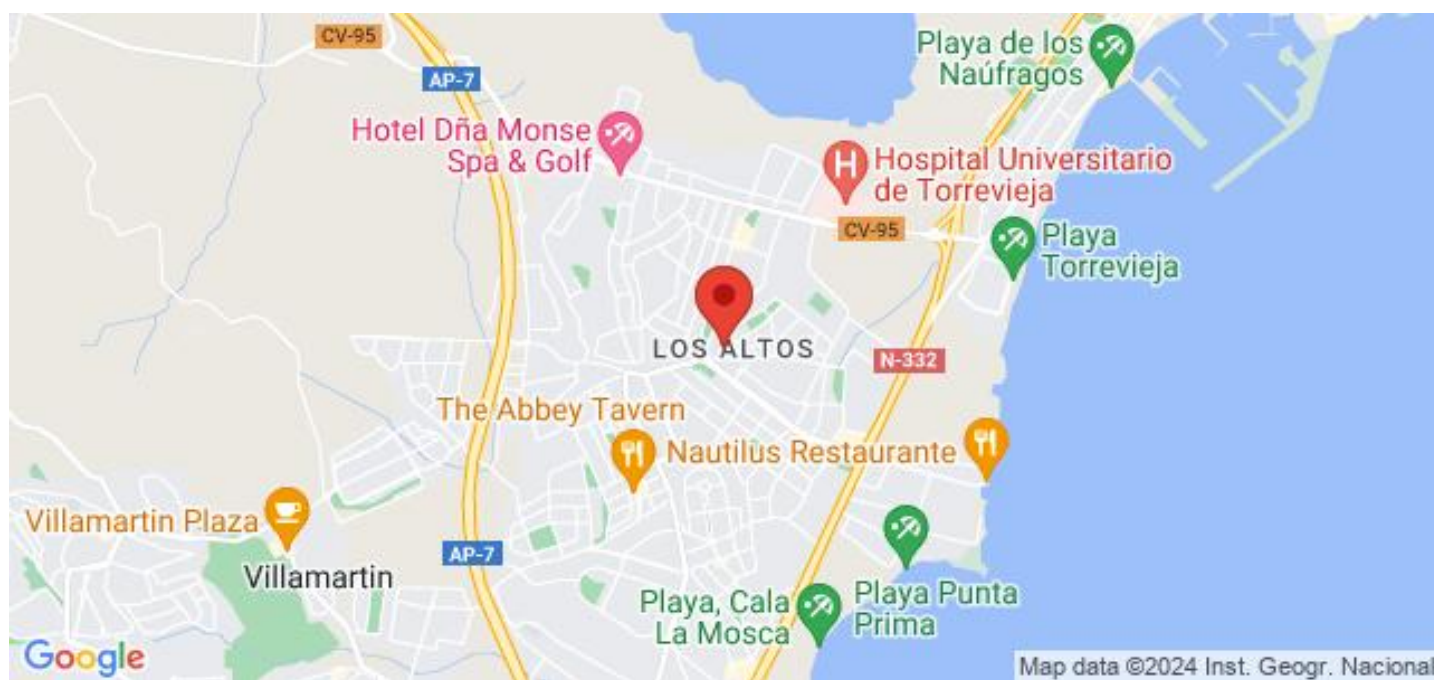 CV-95
AP-7
Playa de los
Naúfragos
Hotel Dña Monse
Spa & Golf
H
Hospital Universitario
de Torrevieja
CV-95
Playa
Torrevieja
LOS ALTOS
N-332
The Abbey Tavern
Nautilus Restaurante
Villamartin Plaza
Villamartin
AP-7
Playa, Cala
La Mosca
Playa Punta
Prima
Google
Map data ©2024 Inst. Geogr. Nacional